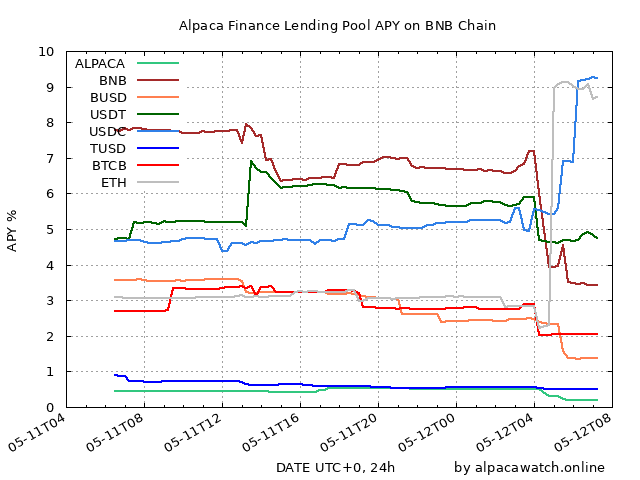 Alpaca Finance Lending Pool APY on BNB Chain
10
9
8
7
6
5
4
3
2
1
0
APY %
ALPACA
BNB
BUSD
USDT
USDC
TUSD
BTCB
ETH
05-11T04
05-11T08
05-11T12
05-11T16
05-11T20
05-12T00
05-12T04
05-12T08
DATE UTC+0, 24h
by alpacawatch.online